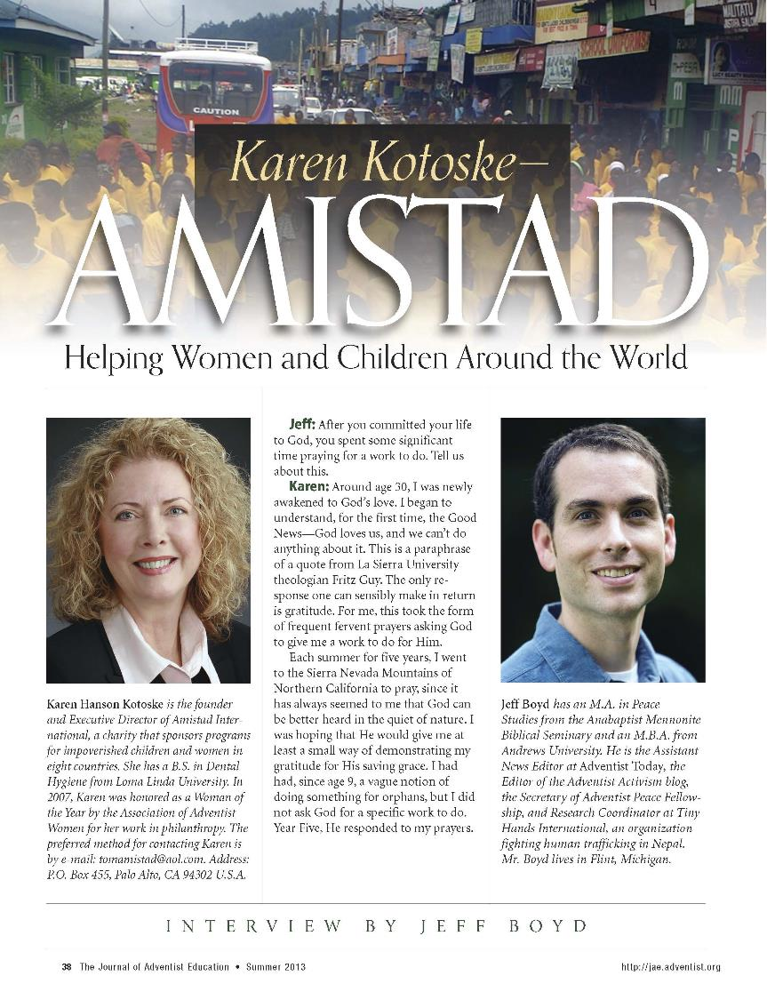 MALITATU
SCHOOL UNIFORMS
CAUTION
Karen Kotoske—
AMISTAD
Helping Women and Children Around the World
Karen Hanson Kotoske is the founder
and Executive Director of Amistad Inter-
national, a charity that sponsors programs
for impoverished children and women in
eight countries. She has a B.S. in Dental
Hygiene from Loma Linda University. In
2007, Karen was honored as a Woman of
the Year by the Association of Adventist
Women for her work in philanthropy. The
preferred method for contacting Karen is
by e-mail: tomamistad@aol.com. Address:
P.O. Box 455, Palo Alto, CA 94302 U.S.A.
Jeff: After you committed your life
to God, you spent some significant
time praying for a work to do. Tell us
about this.
Karen: Around age 30, I was newly
awakened to God's love. I began to
understand, for the first time, the Good
News—God loves us, and we can't do
anything about it. This is a paraphrase
of a quote from La Sierra University
theologian Fritz Guy. The only re-
sponse one can sensibly make in return
is gratitude. For me, this took the form
of frequent fervent prayers asking God
to give me a work to do for Him.
Each summer for five years, I went
to the Sierra Nevada Mountains of
Northern California to pray, since it
has always seemed to me that God can
be better heard in the quiet of nature. I
was hoping that He would give me at
least a small way of demonstrating my
gratitude for His saving grace. I had
had, since age 9, a vague notion of
doing something for orphans, but I did
not ask God for a specific work to do.
Year Five, He responded to my prayers.
Jeff Boyd has an M.A. in Peace
Studies from the Anabaptist Mennonite
Biblical Seminary and an M.B.A. from
Andrews University. He is the Assistant
News Editor at Adventist Today, the
Editor of the Adventist Activism blog,
the Secretary of Adventist Peace Fellow-
ship, and Research Coordinator at Tiny
Hands International, an organization
fighting human trafficking in Nepal.
Mr. Boyd lives in Flint, Michigan.
INTERVIEW BY JEFF BOYD
38 The Journal of Adventist Education • Summer 2013
http://jae.adventist.org